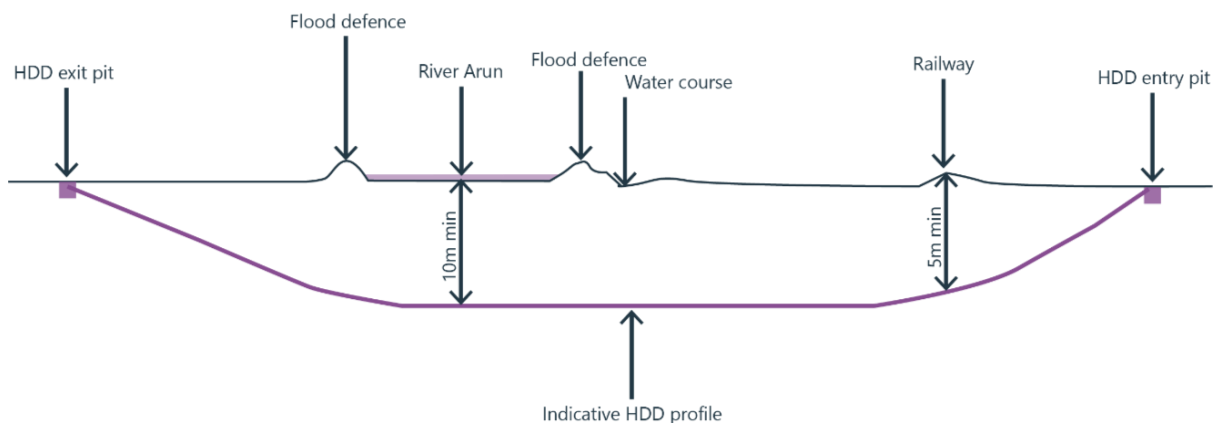 Flood defence
HDD exit pit
River Arun
Flood defence
Water course
Railway
HDD entry pit
10m min
5m min
Indicative HDD profile